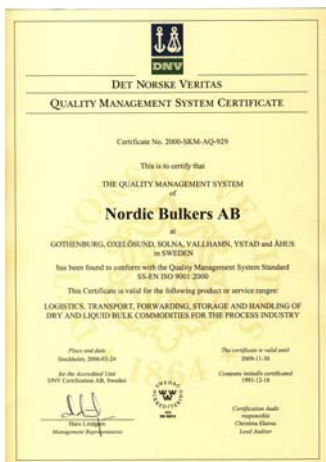 DNV
DET NORSKE VERITAS
QUALITY MANAGEMENT SYSTEM CERTIFICATE
Certificate No. 2000-SKM-AQ-929
This is to certify that
THE QUALITY MANAGEMENT SYSTEM
of
Nordic Bulkers AB
at
GOTHENBURG, OXELÖSUND, SOLNA, VALLHAMN, YSTAD and ÅHUS
in SWEDEN
has been found to conform with the Quality Management System Standard
SS-EN ISO 9001:2000
This Certificate is valid for the following product or service ranges:
LOGISTICS, TRANSPORT, FORWARDING, STORAGE AND HANDLING OF
DRY AND LIQUID BULK COMMODITIES FOR THE PROCESS INDUSTRY
Place and date
Stockholm, 2006-03-24
for the Accredited Unit
DNV Certification AB, Sweden
Hans
Management Representative
SWEDAC
The certificate is valid until
2009-11-30
Company initially certificated
1993-12-16
Certification Audit
responsible
Christina
Lead Auditor
1864